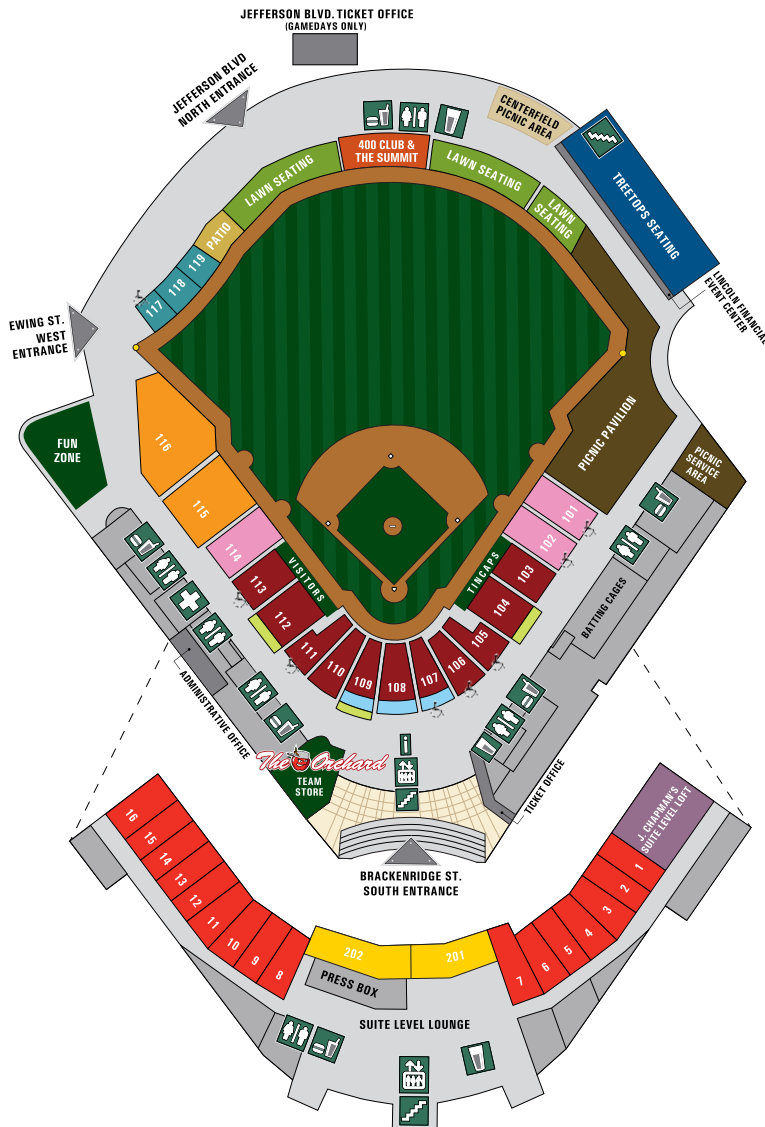 JEFFERSON BLVD. TICKET OFFICE
(GAMEDAYS ONLY)
JEFFERSON BLVD
NORTH ENTRANCE
CENTERFIELD
PICNIC AREA
400 CLUB &
THE SUMMIT
LAWN SEATING
LAWN SEATING
LAWN
SEATING
TREETOPS SEATING
LINCOLN FINANCIAL
EVENT CENTER
PATIO
119
118
117
EWING ST.
WEST
ENTRANCE
FUN
ZONE
116
115
114
113
112
111
110
109
108
107
106
105
104
103
102
101
VISITORS
TINCAPS
PICNIC PAVILION
PICNIC
SERVICE
AREA
BATTING CAGES
ADMINISTRATIVE OFFICE
The Orchard
TEAM
STORE
i
TICKET OFFICE
BRACKENRIDGE ST.
SOUTH ENTRANCE
J. CHAPMAN'S
SUITE LEVEL LOFT
16
15
14
13
12
11
10
9
8
202
201
7
6
5
4
3
2
1
PRESS BOX
SUITE LEVEL LOUNGE